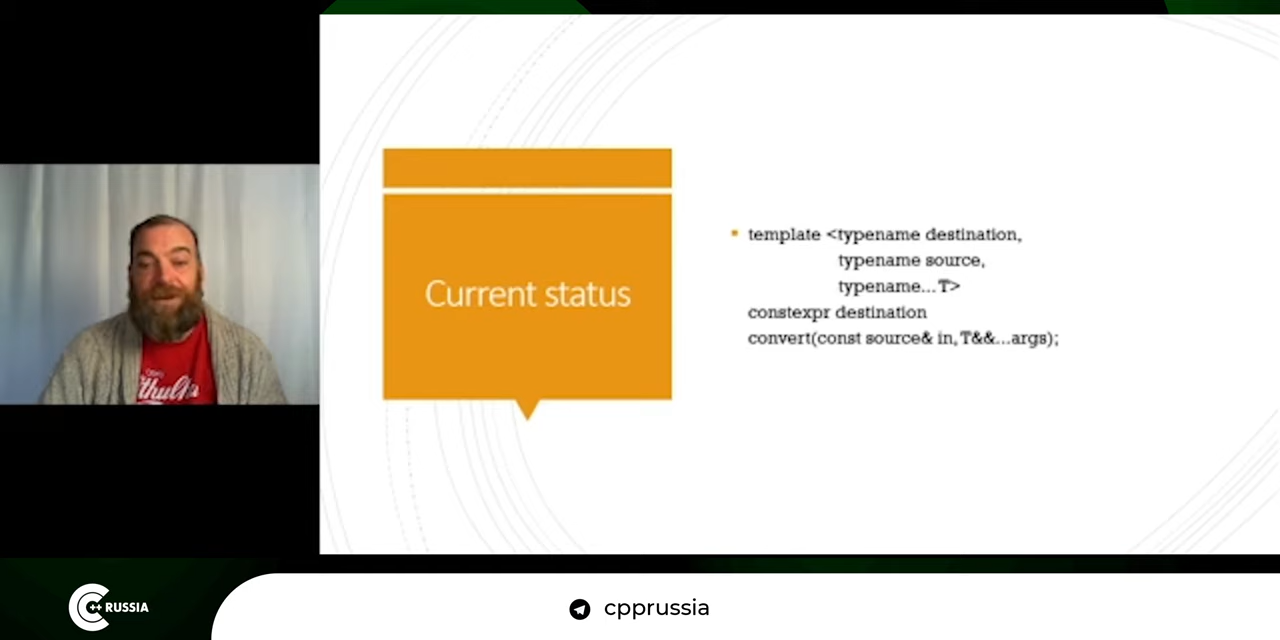 Current status
template <typename destination,
typename source,
typename...T>
constexpr destination
convert(const source& in,T&&...args);
C++ RUSSIA
cpprussia